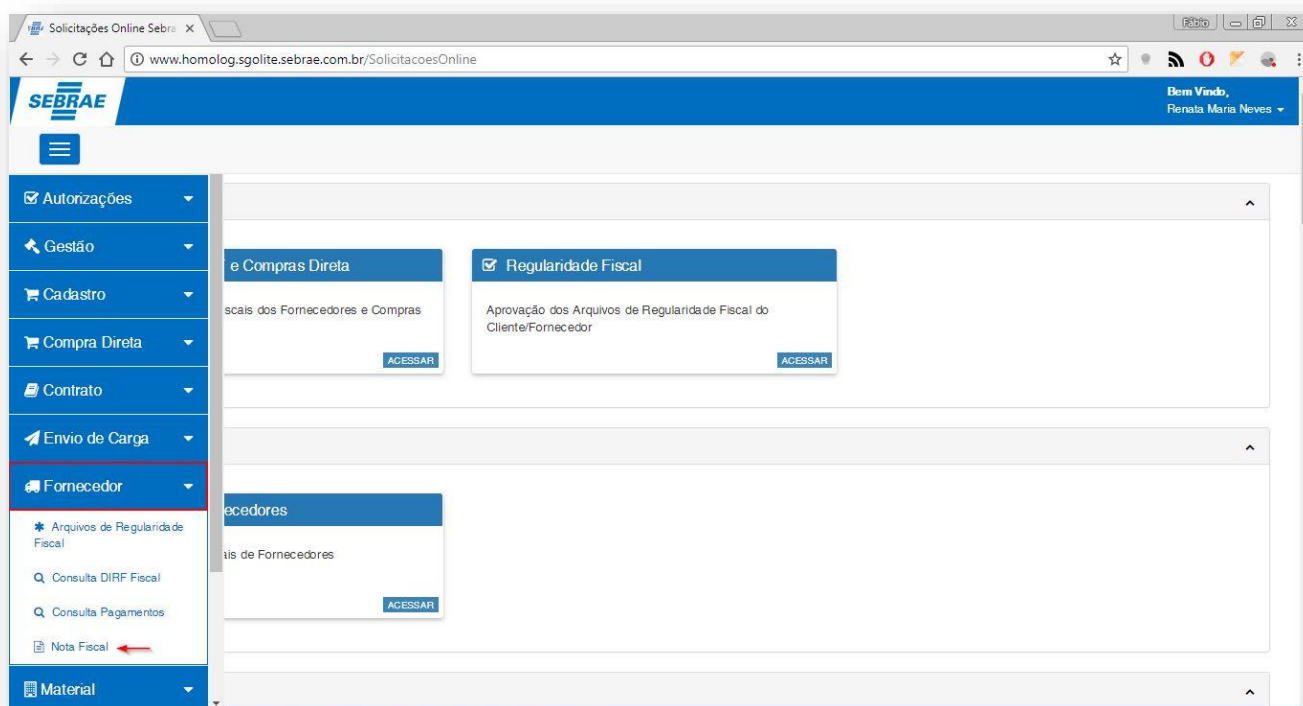 Solicitações Online Sebra
Fábio
www.homolog.sgolite.sebrae.com.br/SolicitacoesOnline
SEBRAE
Bem Vindo,
Renata Maria Neves
Autorizações
Gestão
Cadastro
Compra Direta
Contrato
Envio de Carga
Fornecedor
Arquivos de Regularidade
Fiscal
Consulta DIRF Fiscal
Consulta Pagamentos
Nota Fiscal
Material
e Compras Direta
scais dos Fornecedores e Compras
ACESSAR
Regularidade Fiscal
Aprovação dos Arquivos de Regularidade Fiscal do
Cliente/Fornecedor
ACESSAR
ecedores
ais de Fornecedores
ACESSAR